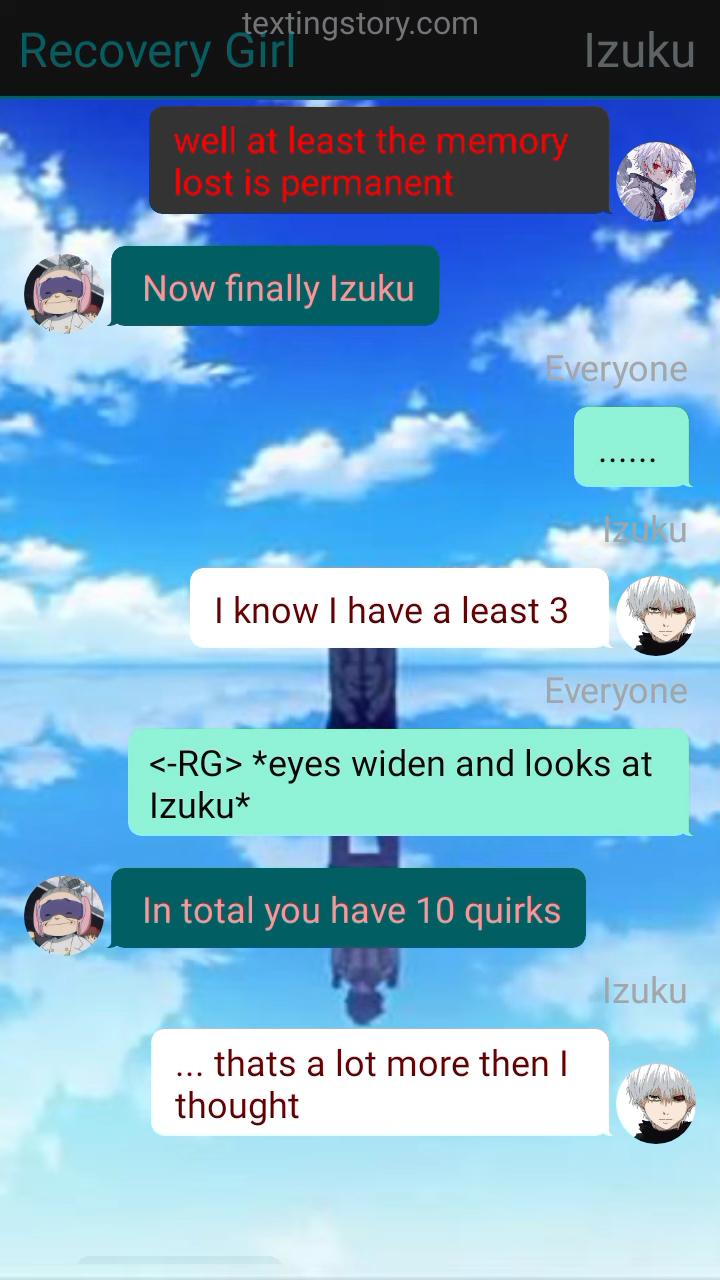 textingstory.com
Recovery Girl
Izuku
well at least the memory
lost is permanent
Now finally Izuku
Everyone
......
Izuku
I know I have a least 3
Everyone
<-RG> *eyes widen and looks at
Izuku*
In total you have 10 quirks
Izuku
... thats a lot more then I
thought